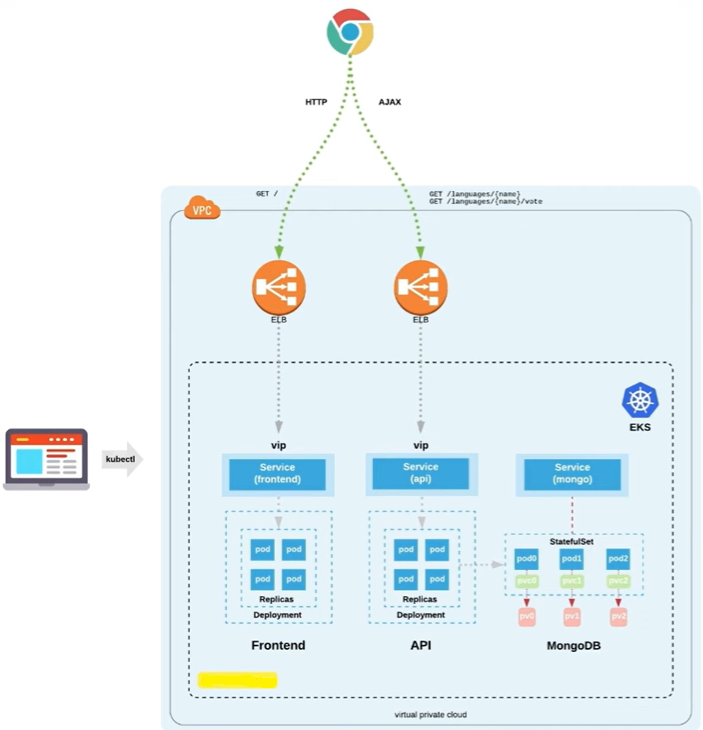 HTTP
AJAX
GET /
GET /languages/{name}
GET /languages/{name}/vote
VPC
ELB
ELB
EKS
kubectl
vip
vip
Service
(frontend)
Service
(api)
Service
(mongo)
StatefulSet
pod pod
pod pod
Replicas
Deployment
pod pod
pod pod
Replicas
Deployment
pod0 pod1 pod2
pvc0 pvc1 pvc2
pv0 pv1 pv2
Frontend
API
MongoDB
virtual private cloud